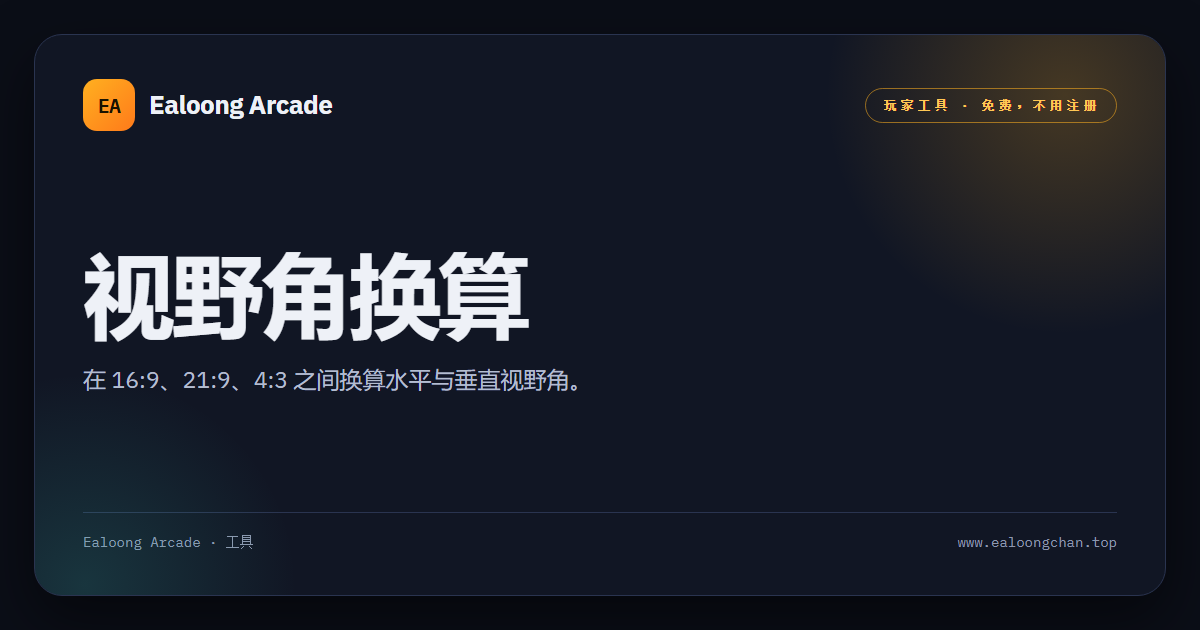 EA
Ealoong Arcade
玩家工具 · 免费，不用注册
视野角换算
在 16:9、21:9、4:3 之间换算水平与垂直视野角。
Ealoong Arcade · 工具
www.ealoongchan.top